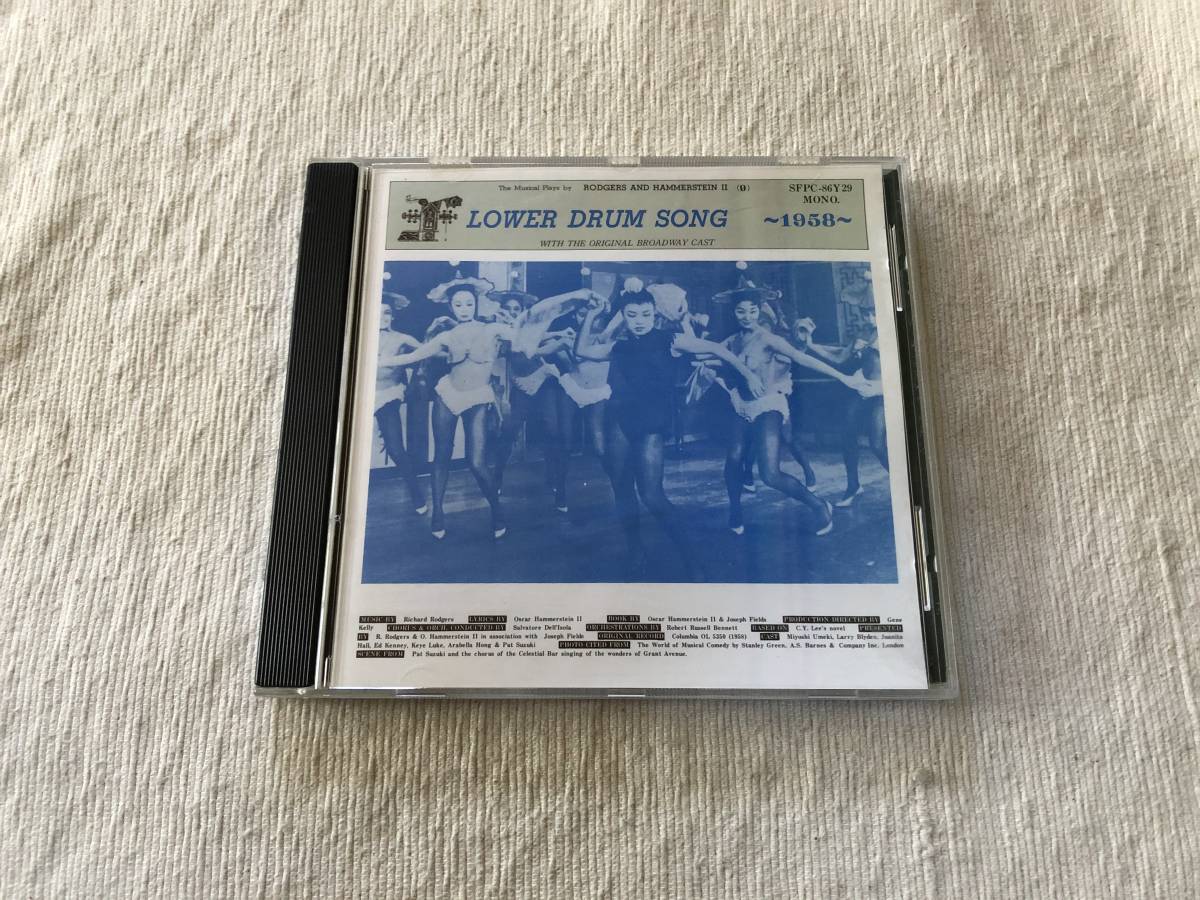 The Musical Plays by RODGERS AND HAMMERSTEIN II (9)
SFPC-86Y29
MONO.
FLOWER DRUM SONG
~1958~
WITH THE ORIGINAL BROADWAY CAST
MUSIC BY Richard Rodgers LYRICS BY Oscar Hammerstein II BOOK BY Oscar Hammerstein II & Joseph Fields PRODUCTION DIRECTED BY Gene
Kelly CHORUS & ORCH. CONDUCTED BY Salvatore Dell'Isola ORCHESTRATIONS BY Robert Russell Bennett BASED ON C.Y. Lee's novel PRESENTED
BY R. Rodgers & O. Hammerstein II in association with Joseph Fields ORIGINAL RECORD Columbia OL 5350 (1958) CAST Miyoshi Umeki, Larry Blyden, Juanita
Hall, Ed Kenney, Keye Luke, Arabella Hong & Pat Suzuki PHOTO CITED FROM The World of Musical Comedy by Stanley Green, A.S. Barnes & Company Inc. London
SCENE FROM Pat Suzuki and the chorus of the Celestial Bar singing of the wonders of Grant Avenue.